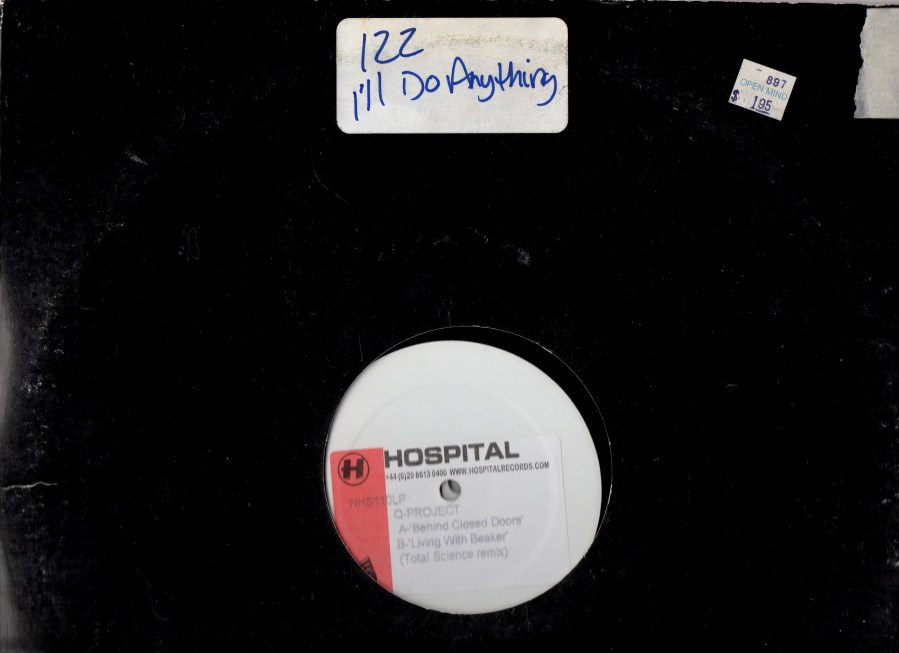 122
I'll Do Anything
897
OPEN MIND
$ 195
H
HOSPITAL
+44 (0)20 8613 0400 WWW.HOSPITALRECORDS.COM
NHS110LP
Q-PROJECT
A-'Behind Closed Doors'
B-'Living With Beaker'
(Total Science remix)